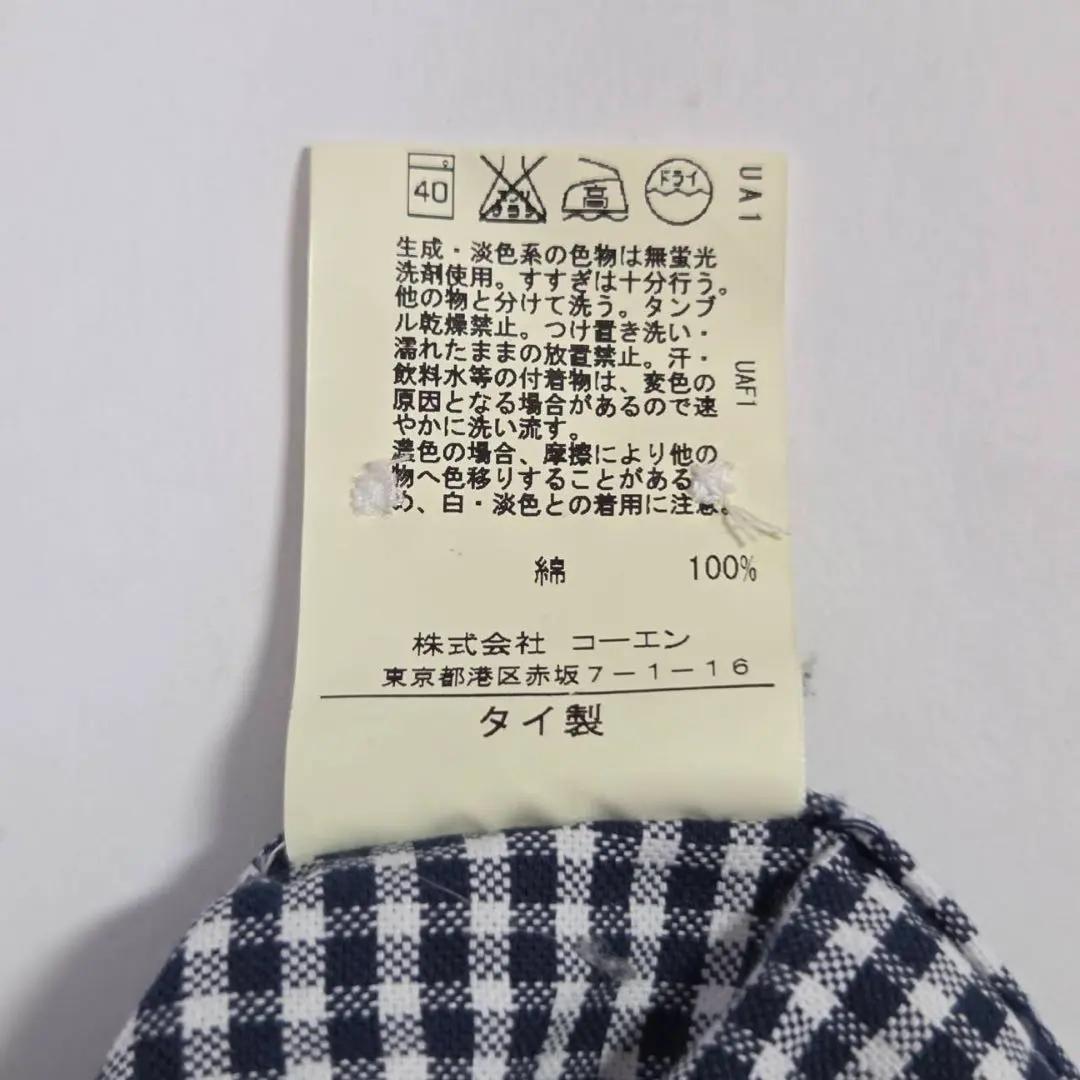 40
エンソ
サラシ
高
ドライ
UA1
生成・淡色系の色物は無蛍光
洗剤使用。すすぎは十分行う。
他の物と分けて洗う。タンブ
ル乾燥禁止。つけ置き洗い・
濡れたままの放置禁止。汗・
飲料水等の付着物は、変色の
原因となる場合があるので速
やかに洗い流す。
濃色の場合、摩擦により他の
物へ色移りすることがある
め、白・淡色との着用に注意。
UAF1
綿 100%
株式会社 コーエン
東京都港区赤坂7-1-16
タイ製